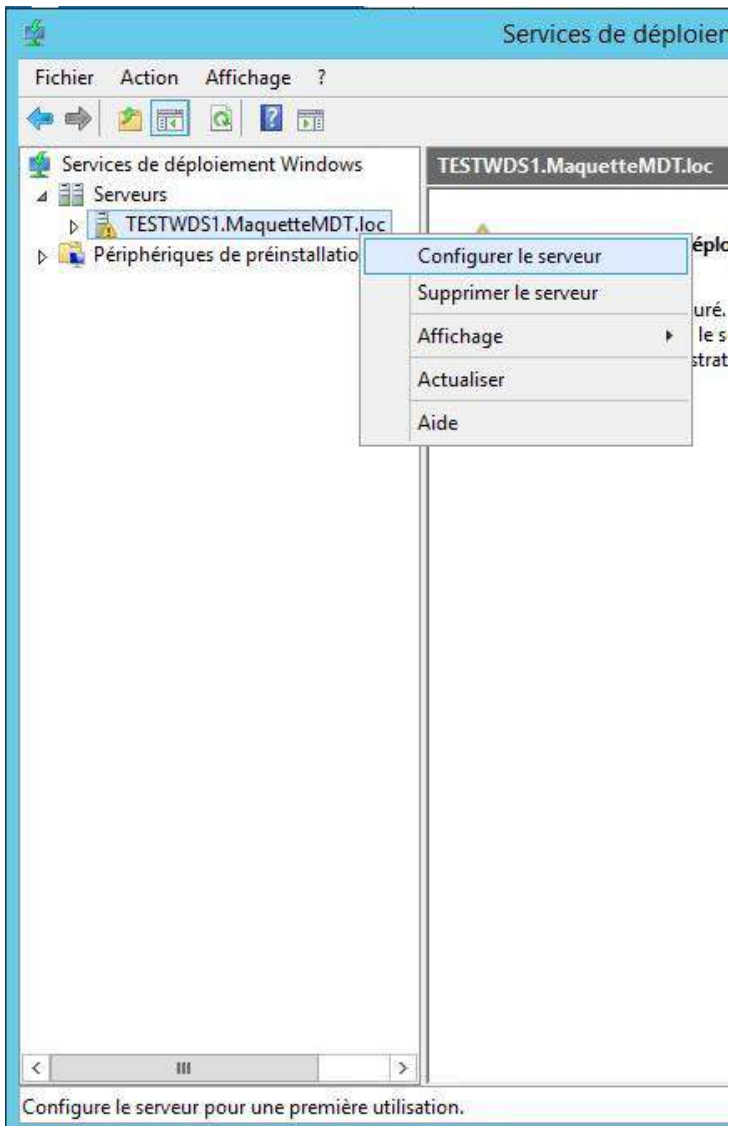 Services de déploie
Fichier Action Affichage ?
Services de déploiement Windows
Serveurs
TESTWDS1.MaquetteMDT.loc
Périphériques de préinstallatio
TESTWDS1.MaquetteMDT.loc
éplo
uré.
le s
strat
Configurer le serveur
Supprimer le serveur
Affichage
Actualiser
Aide
Configure le serveur pour une première utilisation.